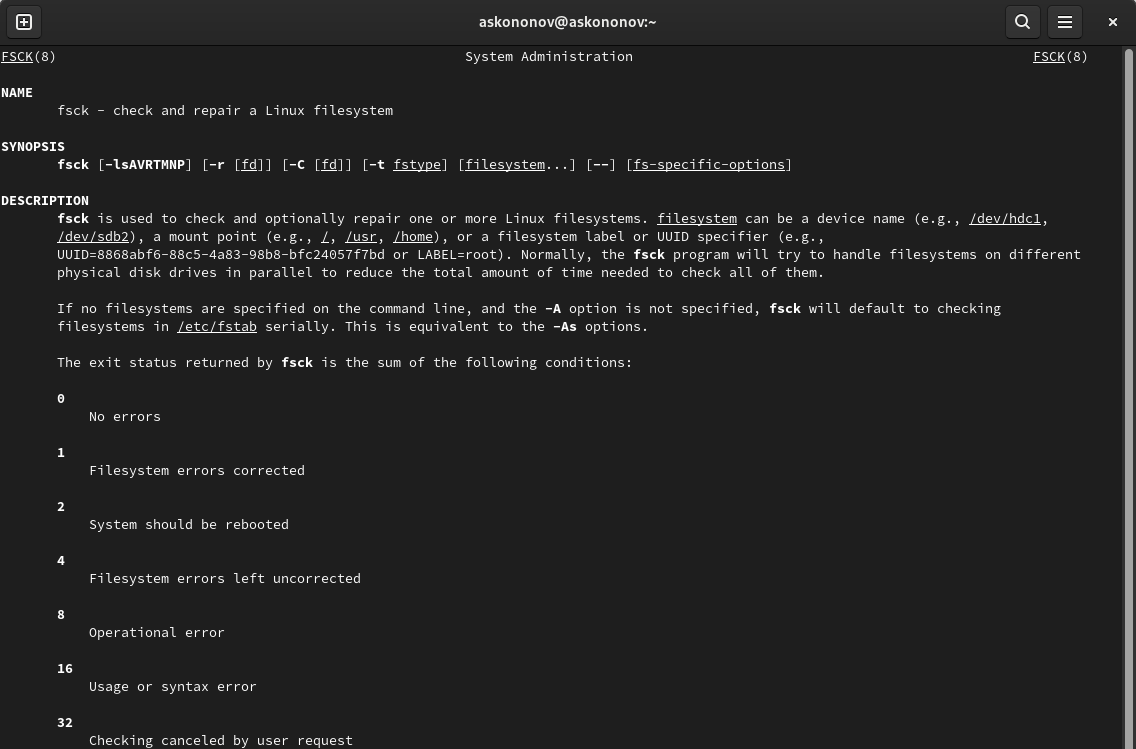 askononov@askononov:~
FSCK(8) System Administration FSCK(8)
NAME
fsck - check and repair a Linux filesystem
SYNOPSIS
fsck [-lsAVRTMNP] [-r [fd]] [-C [fd]] [-t fstype] [filesystem...] [--] [fs-specific-options]
DESCRIPTION
fsck is used to check and optionally repair one or more Linux filesystems. filesystem can be a device name (e.g., /dev/hdc1,
/dev/sdb2), a mount point (e.g., /, /usr, /home), or a filesystem label or UUID specifier (e.g.,
UUID=8868abf6-88c5-4a83-98b8-bfc24057f7bd or LABEL=root). Normally, the fsck program will try to handle filesystems on different
physical disk drives in parallel to reduce the total amount of time needed to check all of them.
If no filesystems are specified on the command line, and the -A option is not specified, fsck will default to checking
filesystems in /etc/fstab serially. This is equivalent to the -As options.
The exit status returned by fsck is the sum of the following conditions:
0
No errors
1
Filesystem errors corrected
2
System should be rebooted
4
Filesystem errors left uncorrected
8
Operational error
16
Usage or syntax error
32
Checking canceled by user request